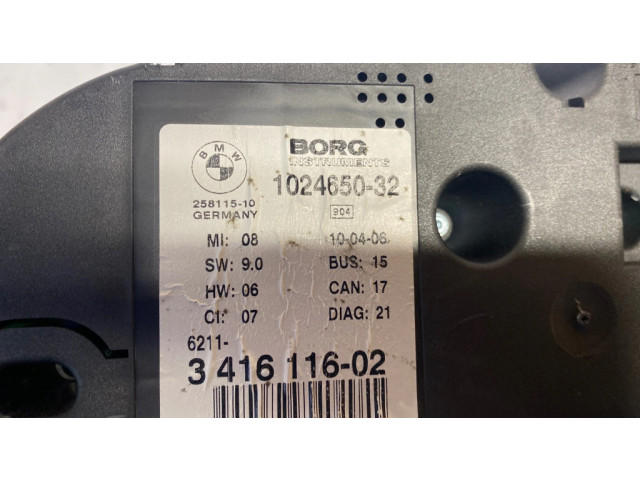 BMW
BORG
INSTRUMENTS
1024650-32
258115-10
GERMANY
904
MI: 08 10-04-06
SW: 9.0 BUS: 15
HW: 06 CAN: 17
CI: 07 DIAG: 21
6211-
3 416 116-02